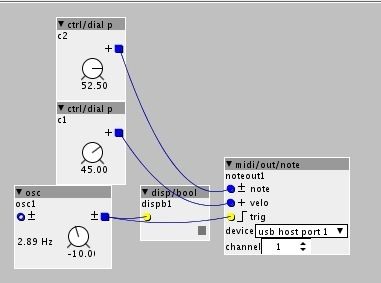 ctrl/dial p
c2
+
52.50
ctrl/dial p
c1
+
45.00
osc
osc1
±
2.89 Hz
-10.0
disp/bool
dispb1
midi/out/note
noteout1
± note
+ velo
trig
device usb host port 1
channel 1